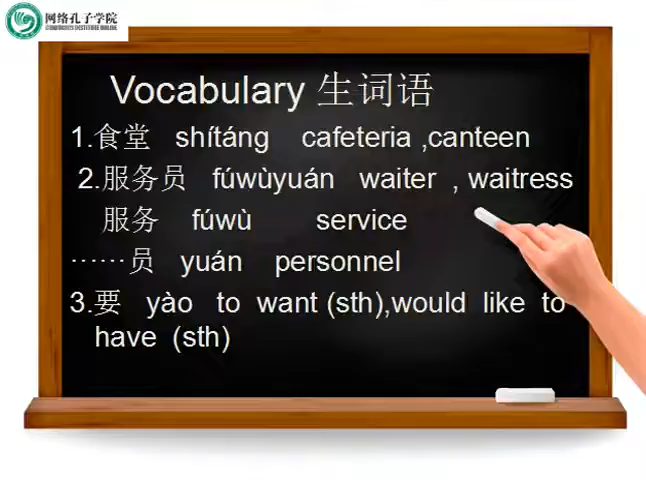 网络孔子学院
CONFUCIUS INSTITUTE ONLINE
Vocabulary 生词语
1.食堂 shítáng cafeteria ,canteen
2.服务员 fúwùyuán waiter , waitress
服务 fúwù service
……员 yuán personnel
3.要 yào to want (sth),would like to
have (sth)